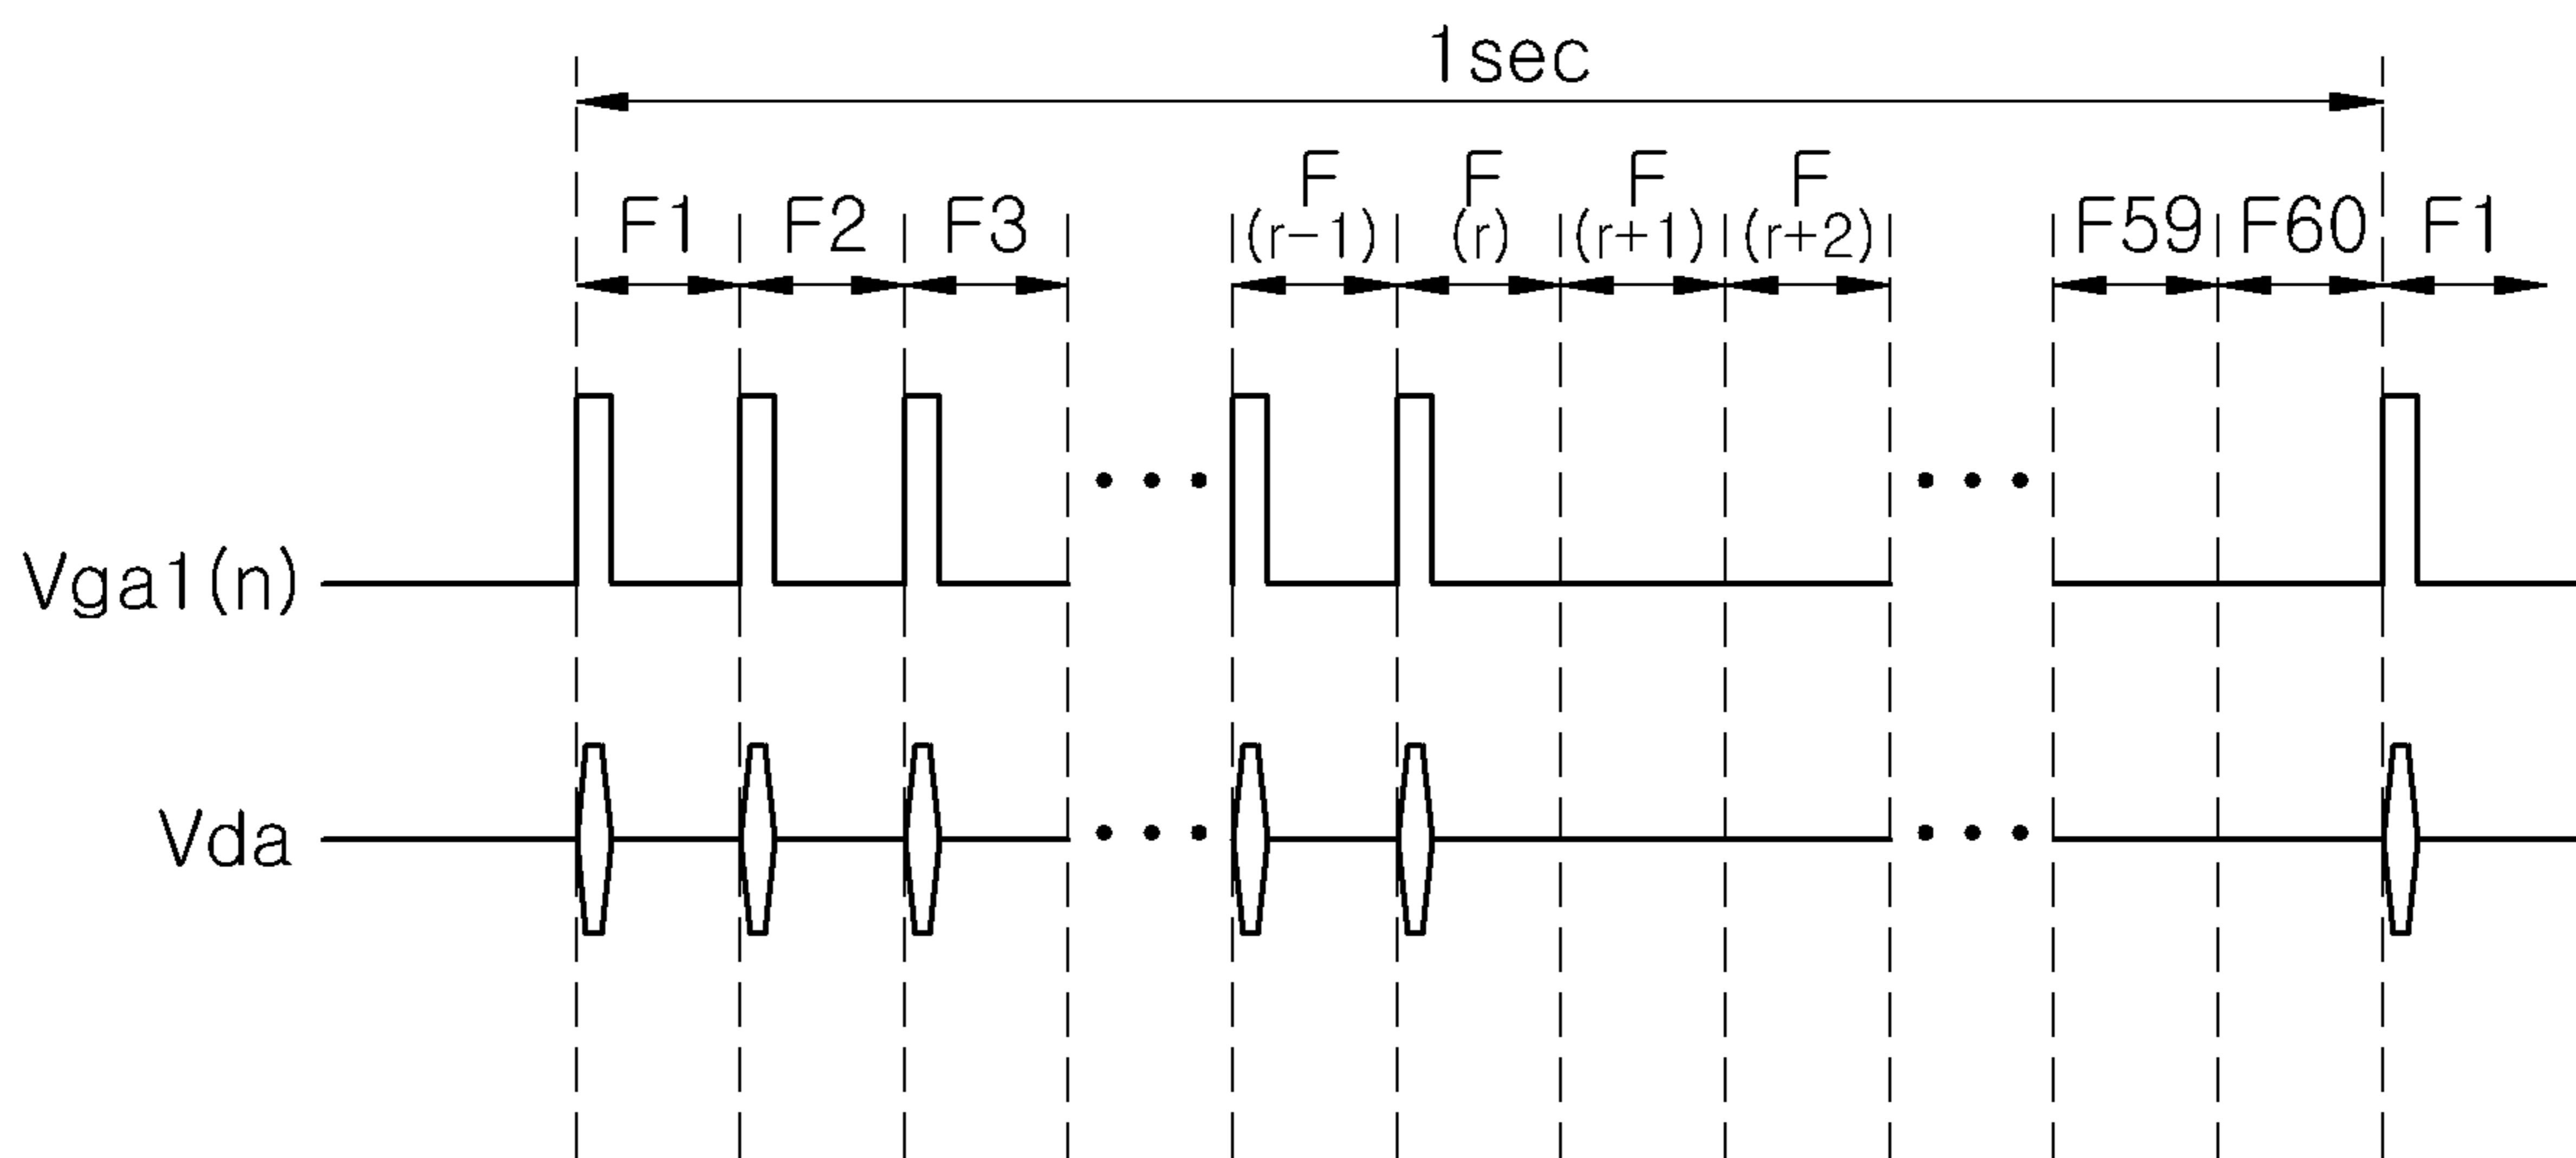 1sec
F1 F2 F3 F F F F F59 F60 F1
(r-1) (r) (r+1) (r+2)
Vga1(n)
Vda